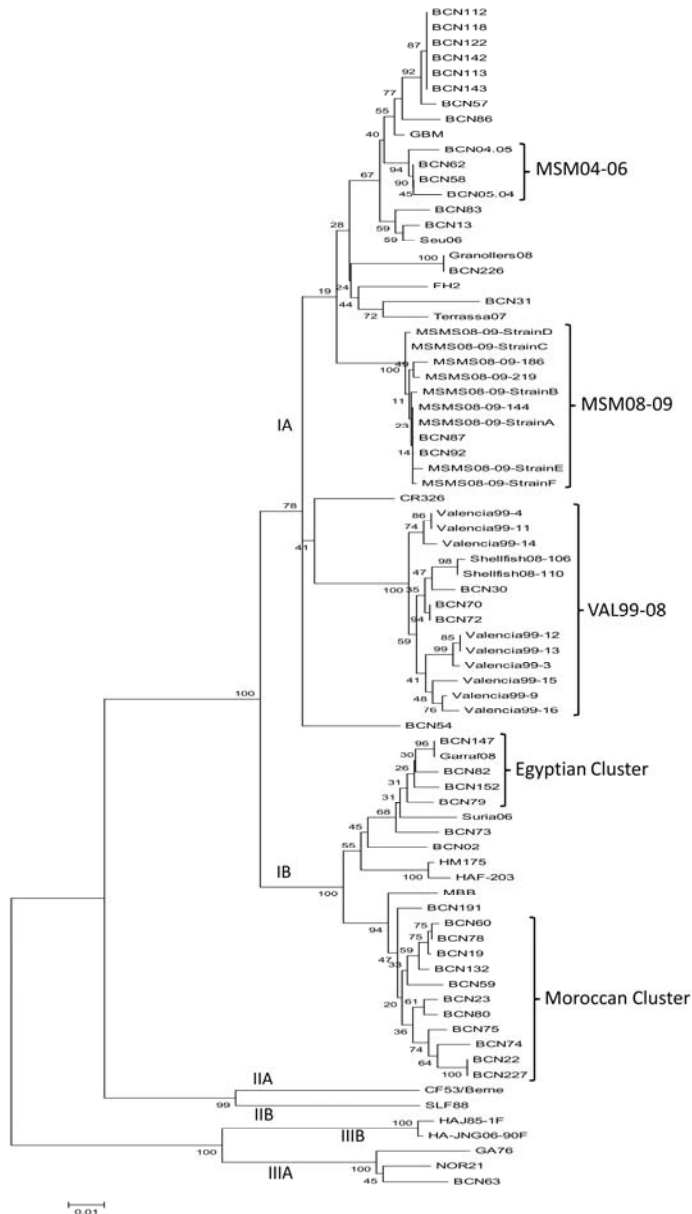 BCN112
BCN118
BCN122
87
BCN142
92
BCN113
BCN143
77
BCN57
55
BCN86
GBM
40
BCN04.05
94
BCN62
MSM04-06
90
BCN58
67
45
BCN05.04
BCN83
59
BCN13
28
59
Seu06
100
Granollers08
BCN226
24
FH2
19
44
BCN31
72
Terrassa07
MSMS08-09-StrainD
MSMS08-09-StrainC
49
MSMS08-09-186
100
MSMS08-09-219
MSMS08-09-StrainB
11
MSM08-09
MSMS08-09-144
IA
23
MSMS08-09-StrainA
BCN87
14
BCN92
MSMS08-09-StrainE
MSMS08-09-StrainF
78
CR326
86
Valencia99-4
74
Valencia99-11
41
Valencia99-14
98
Shellfish08-106
47
Shellfish08-110
100
35
BCN30
BCN70
VAL99-08
94
BCN72
59
85
Valencia99-12
99
Valencia99-13
Valencia99-3
41
Valencia99-15
48
Valencia99-9
100
76
Valencia99-16
BCN54
96
BCN147
30
Garraf08
26
BCN82
Egyptian Cluster
31
BCN152
31
BCN79
68
Suria06
45
BCN73
55
BCN02
IB
HM175
100
100
HAF-203
MBB
94
BCN191
75
BCN60
75
BCN78
47
59
BCN19
33
BCN132
BCN59
20
61
BCN23
Moroccan Cluster
36
BCN80
BCN75
74
BCN74
64
BCN22
100
BCN227
IIA
CF53/Berne
99
SLF88
IIB
HAJ85-1F
IIIB
100
HA-JNG06-90F
100
GA76
IIIA
100
NOR21
45
BCN63
0.01